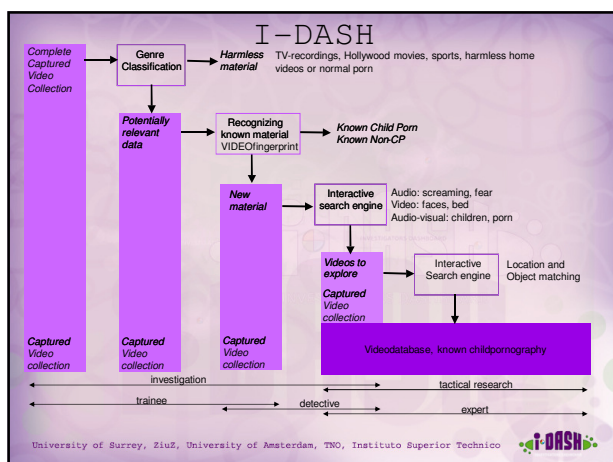 I-DASH
Complete
Captured
Video
Collection
Genre
Classification
Harmless
material
TV-recordings, Hollywood movies, sports, harmless home
videos or normal porn
Potentially
relevant
data
Recognizing
known material
VIDEOfingerprint
Known Child Porn
Known Non-CP
New
material
Interactive
search engine
Audio: screaming, fear
Video: faces, bed
Audio-visual: children, porn
Videos to
explore
Captured
Video
collection
Interactive
Search engine
Location and
Object matching
Captured
Video
collection
Captured
Video
collection
Captured
Video
collection
Videodatabase, known childpornography
investigation
tactical research
trainee
detective
expert
University of Surrey, ZiuZ, University of Amsterdam, TNO, Instituto Superior Technico
i-DASH